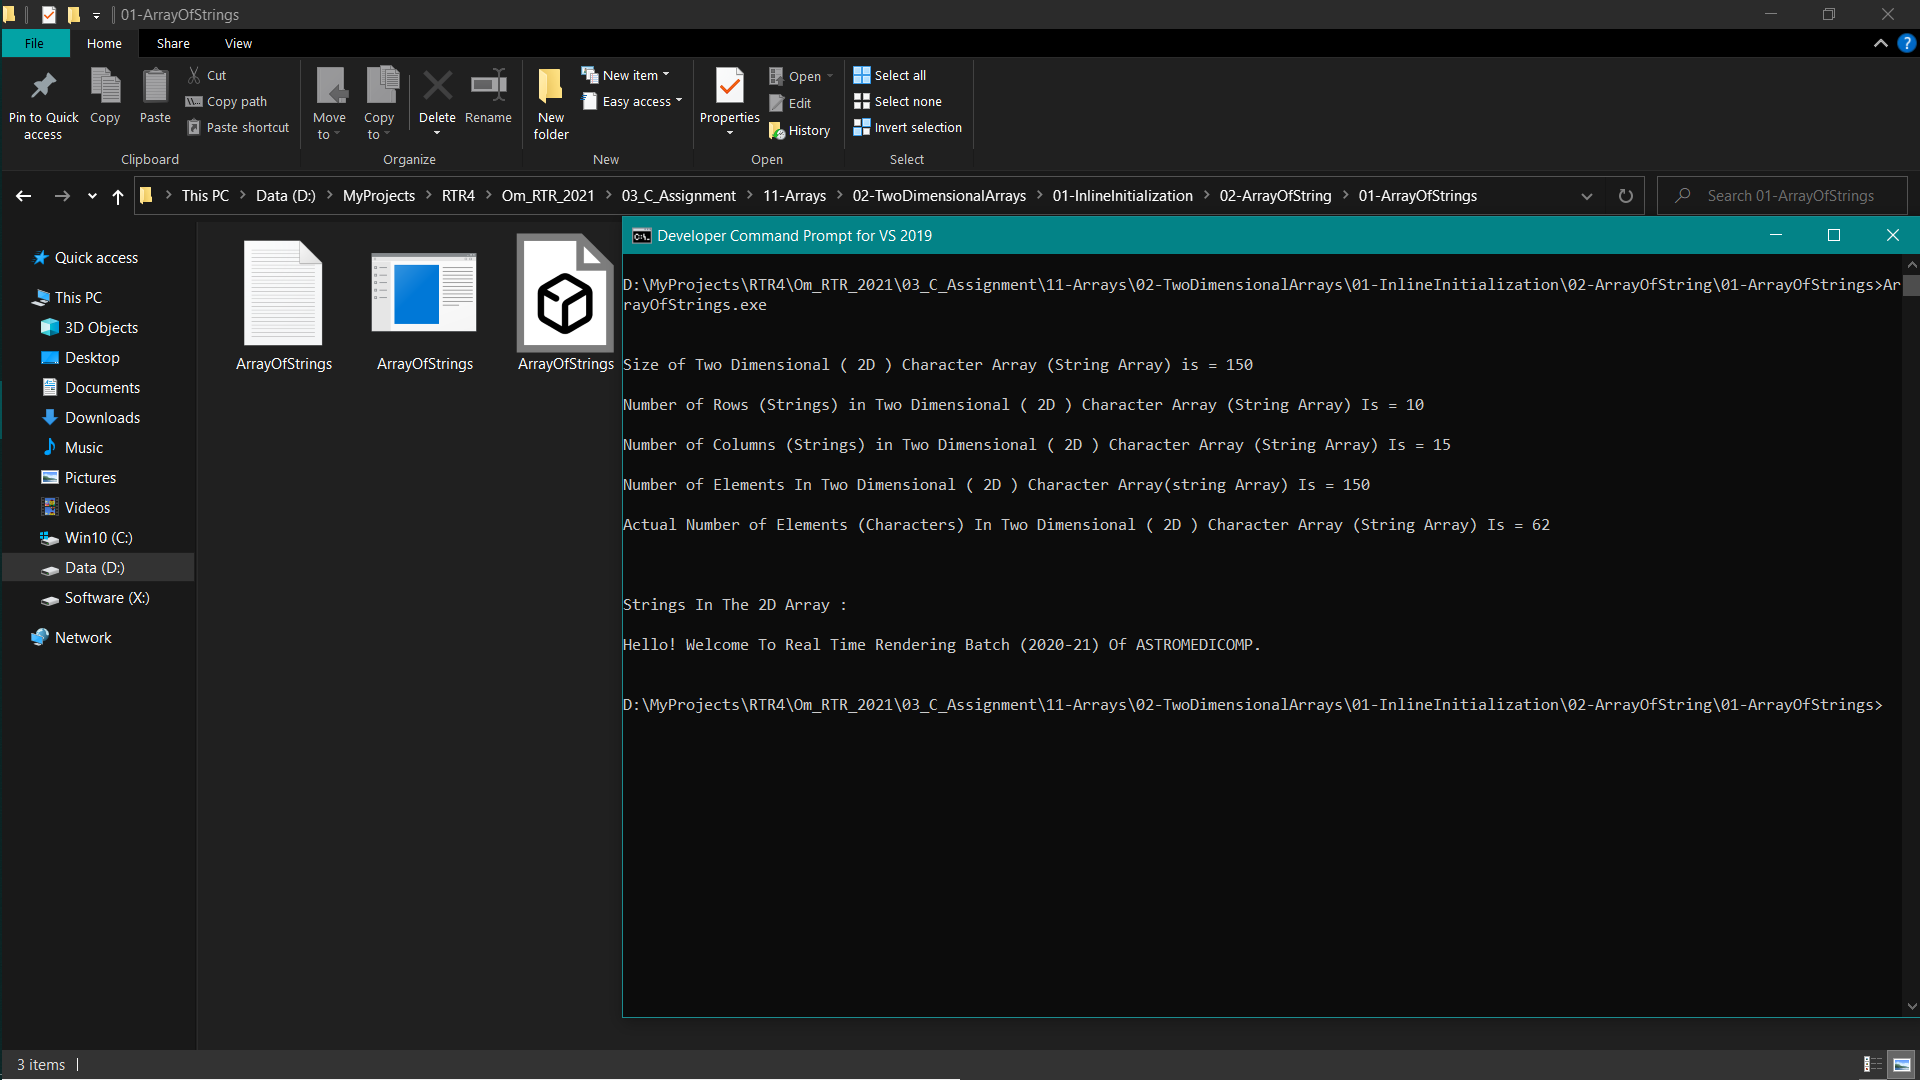 01-ArrayOfStrings
File Home Share View
Pin to Quick access
Copy
Paste
Cut
Copy path
Paste shortcut
Clipboard
Move to
Copy to
Delete
Rename
Organize
New folder
New item
Easy access
New
Properties
Open
Edit
History
Open
Select all
Select none
Invert selection
Select
This PC > Data (D:) > MyProjects > RTR4 > Om_RTR_2021 > 03_C_Assignment > 11-Arrays > 02-TwoDimensionalArrays > 01-InlineInitialization > 02-ArrayOfString > 01-ArrayOfStrings
Search 01-ArrayOfStrings
Quick access
This PC
3D Objects
Desktop
Documents
Downloads
Music
Pictures
Videos
Win10 (C:)
Data (D:)
Software (X:)
Network
ArrayOfStrings
ArrayOfStrings
ArrayOfStrings
C:\.
Developer Command Prompt for VS 2019
D:\MyProjects\RTR4\Om_RTR_2021\03_C_Assignment\11-Arrays\02-TwoDimensionalArrays\01-InlineInitialization\02-ArrayOfString\01-ArrayOfStrings>Ar
rayOfStrings.exe
Size of Two Dimensional ( 2D ) Character Array (String Array) is = 150
Number of Rows (Strings) in Two Dimensional ( 2D ) Character Array (String Array) Is = 10
Number of Columns (Strings) in Two Dimensional ( 2D ) Character Array (String Array) Is = 15
Number of Elements In Two Dimensional ( 2D ) Character Array(string Array) Is = 150
Actual Number of Elements (Characters) In Two Dimensional ( 2D ) Character Array (String Array) Is = 62
Strings In The 2D Array :
Hello! Welcome To Real Time Rendering Batch (2020-21) Of ASTROMEDICOMP.
D:\MyProjects\RTR4\Om_RTR_2021\03_C_Assignment\11-Arrays\02-TwoDimensionalArrays\01-InlineInitialization\02-ArrayOfString\01-ArrayOfStrings>
3 items